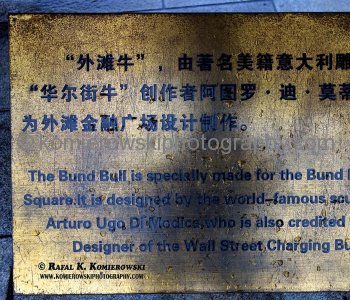 “外滩牛”，由著名美籍意大利雕
“华尔街牛”创作者阿图罗·迪·莫蒂
为外滩金融广场设计制作。
©Komierowskiphotography.com
The Bund Bull is specially made for the Bund
Square.It is designed by the world-famous scu
Arturo Ugo Di Modica,who is also credited
Designer of the Wall Street Charging Bu
© RAFAL K. KOMIEROWSKI
WWW.KOMIEROWSKIPHOTOGRAPHY.COM